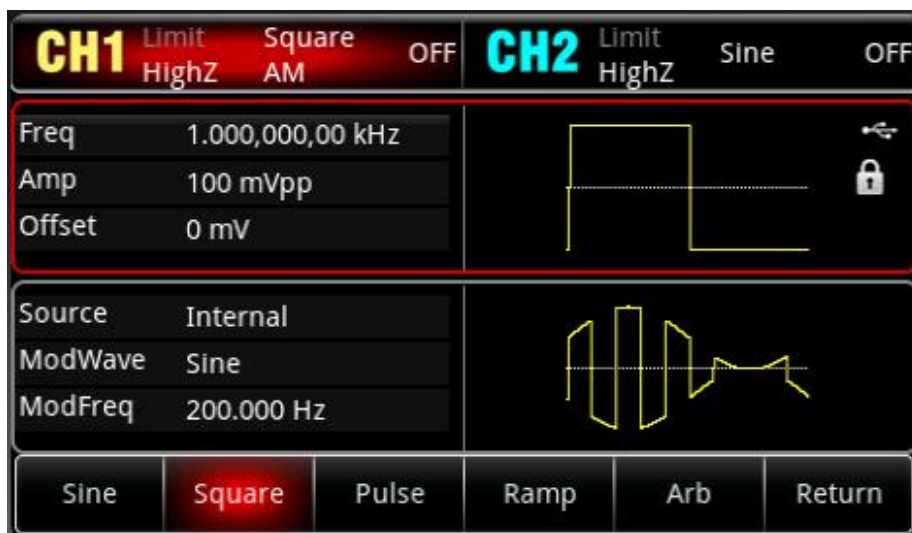 CH1 Limit Square OFF
HighZ AM
CH2 Limit Sine OFF
HighZ
Freq 1.000,000,00 kHz
Amp 100 mVpp
Offset 0 mV
Source Internal
ModWave Sine
ModFreq 200.000 Hz
Sine Square Pulse Ramp Arb Return